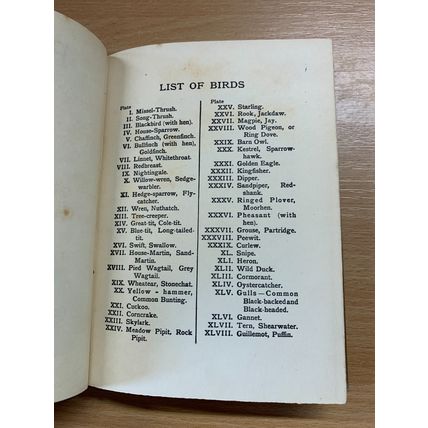 LIST OF BIRDS
Plate
I. Missel-Thrush.
II. Song-Thrush.
III. Blackbird (with hen).
IV. House-Sparrow.
V. Chaffinch, Greenfinch.
VI. Bullfinch (with hen),
Goldfinch.
VII. Linnet, Whitethroat.
VIII. Redbreast.
IX. Nightingale.
X. Willow-wren, Sedge-
warbler.
XI. Hedge-sparrow, Fly-
catcher.
XII. Wren, Nuthatch.
XIII. Tree-creeper.
XIV. Great-tit, Cole-tit.
XV. Blue-tit, Long-tailed-
tit.
XVI. Swift, Swallow.
XVII. House-Martin, Sand-
Martin.
XVIII. Pied Wagtail, Grey
Wagtail.
XIX. Wheatear, Stonechat.
XX. Yellow-hammer,
Common Bunting.
XXI. Cuckoo.
XXII. Corncrake.
XXIII. Skylark.
XXIV. Meadow Pipit, Rock
Pipit.
Plate
XXV. Starling.
XXVI. Rook, Jackdaw.
XXVII. Magpie, Jay.
XXVIII. Wood Pigeon, or
Ring Dove.
XXIX. Barn Owl.
XXX. Kestrel, Sparrow-
hawk.
XXXI. Golden Eagle.
XXXII. Kingfisher.
XXXIII. Dipper.
XXXIV. Sandpiper, Red-
shank.
XXXV. Ringed Plover,
Moorhen.
XXXVI. Pheasant (with
hen).
XXXVII. Grouse, Partridge.
XXXVIII. Peewit.
XXXIX. Curlew.
XL. Snipe.
XLI. Heron.
XLII. Wild Duck.
XLIII. Cormorant.
XLIV. Oystercatcher.
XLV. Gulls—Common
Black-backed and
Black-headed.
XLVI. Gannet.
XLVII. Tern, Shearwater.
XLVIII. Guillemot, Puffin.